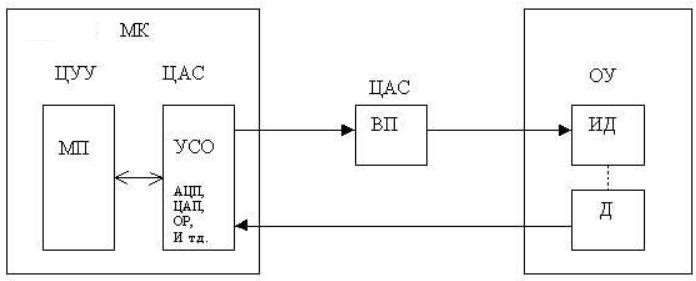 МК
ЦУУ
ЦАС
МП
УСО
АЦП,
ЦАП,
ОР,
И т.д.
ЦАС
ВП
ОУ
ИД
Д